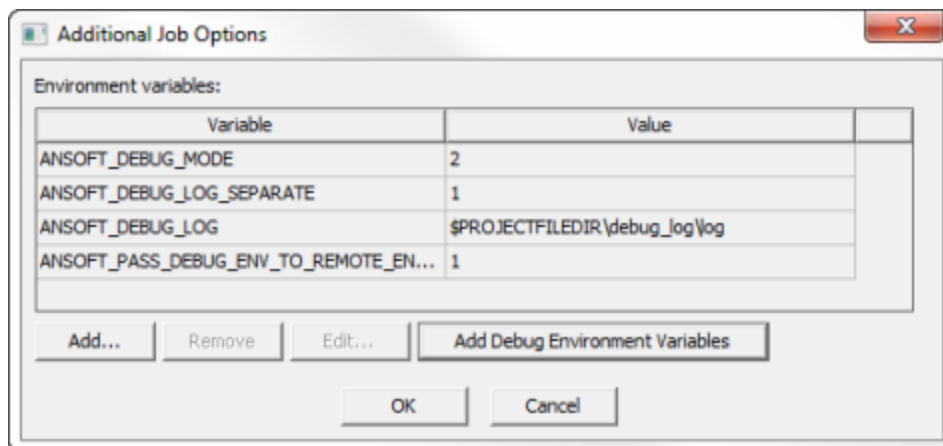 Additional Job Options
Environment variables:
Variable Value
ANSOFT_DEBUG_MODE 2
ANSOFT_DEBUG_LOG_SEPARATE 1
ANSOFT_DEBUG_LOG $PROJECTFILEDIR\debug_log\log
ANSOFT_PASS_DEBUG_ENV_TO_REMOTE_EN... 1
Add... Remove Edit... Add Debug Environment Variables
OK Cancel